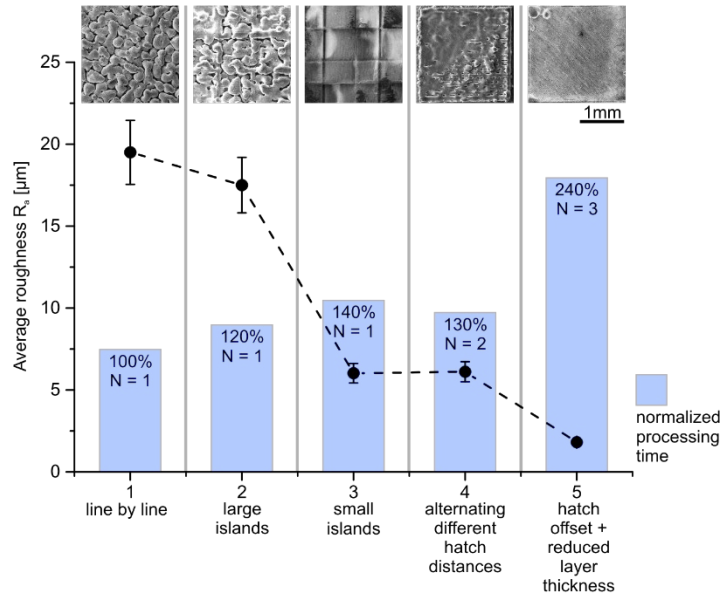 1mm
25
20
15
10
5
0
Average roughness Ra [µm]
100%
N = 1
120%
N = 1
140%
N = 1
130%
N = 2
240%
N = 3
normalized
processing
time
1
line by line
2
large
islands
3
small
islands
4
alternating
different
hatch
distances
5
hatch
offset +
reduced
layer
thickness